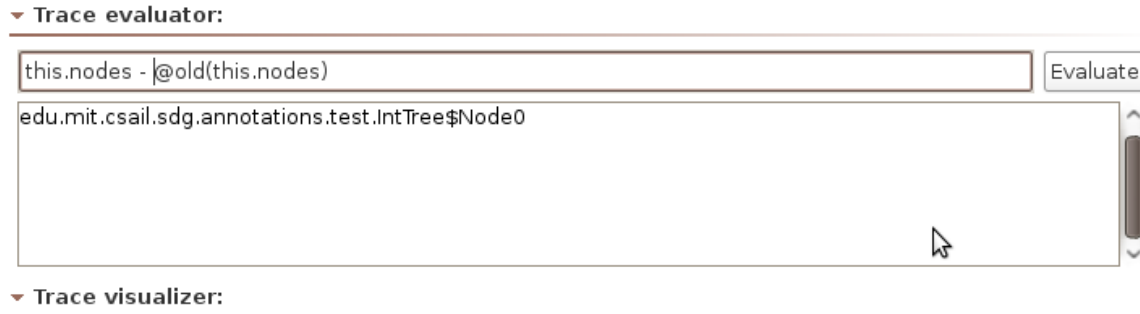 Trace evaluator:
this.nodes - @old(this.nodes)
Evaluate
edu.mit.csail.sdg.annotations.test.IntTree$Node0
Trace visualizer: